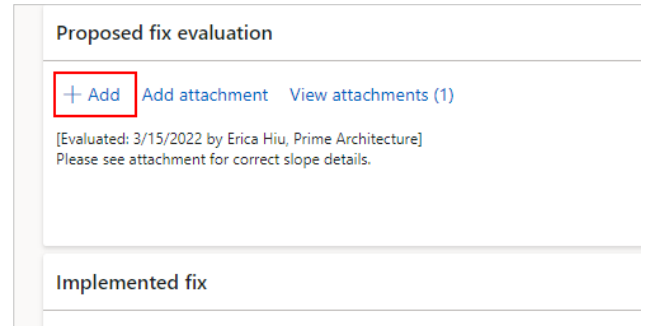 Proposed fix evaluation
+ Add Add attachment View attachments (1)
[Evaluated: 3/15/2022 by Erica Hiu, Prime Architecture]
Please see attachment for correct slope details.
Implemented fix